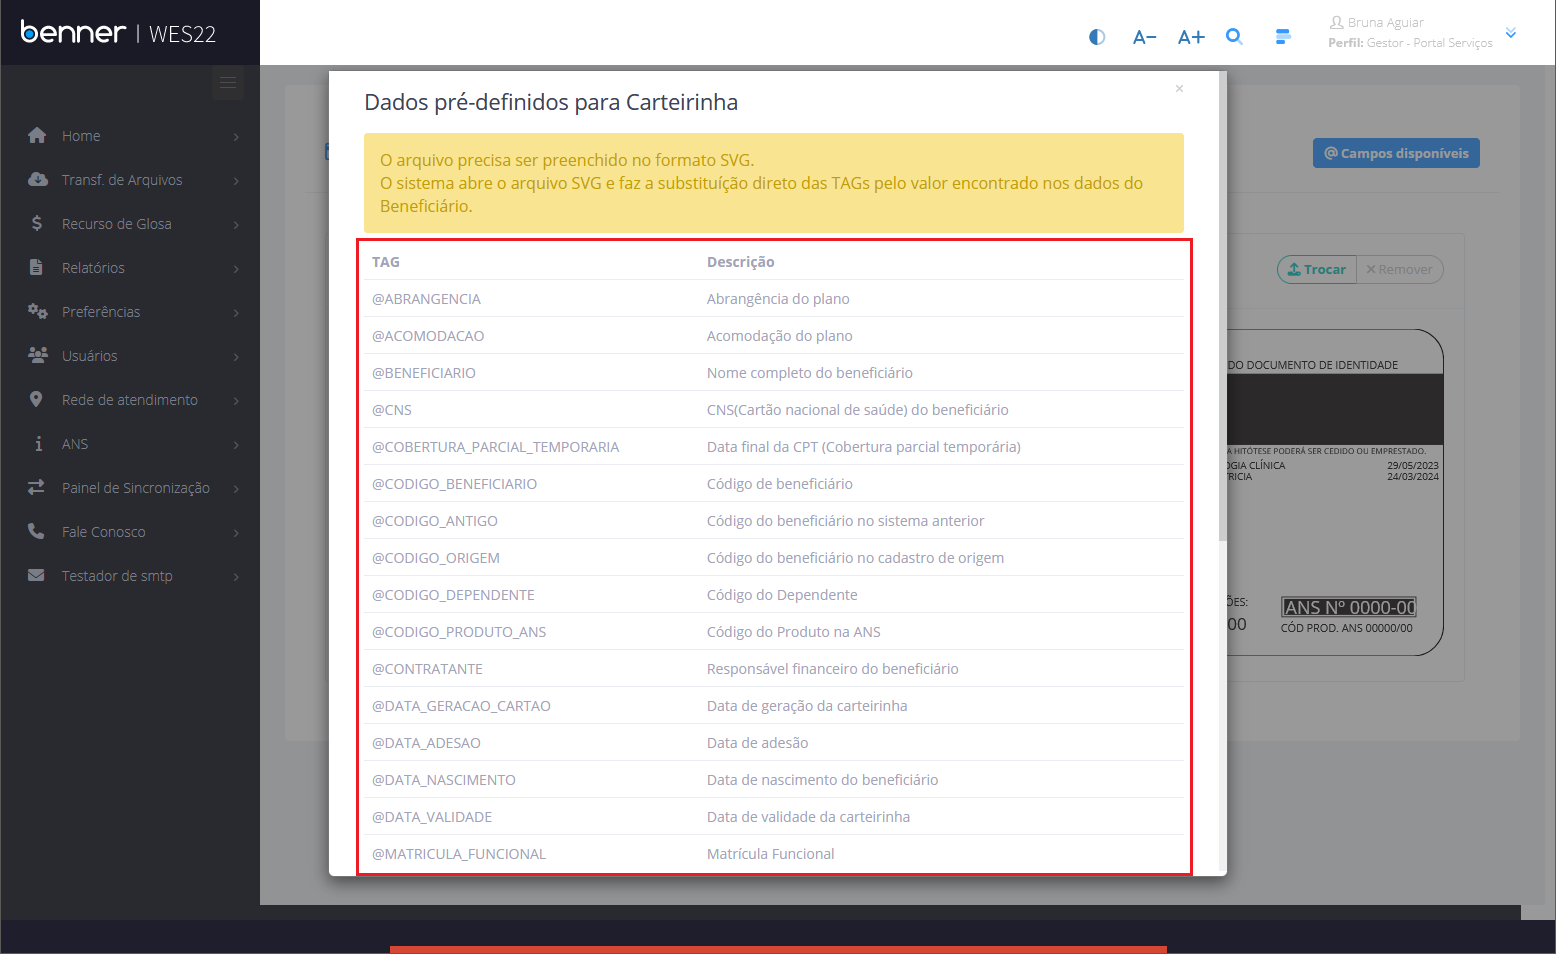 benner | WES22
A- A+
Bruna Aguiar
Perfil: Gestor - Portal Serviços
Home
Transf. de Arquivos
Recurso de Glosa
Relatórios
Preferências
Usuários
Rede de atendimento
ANS
Painel de Sincronização
Fale Conosco
Testador de smtp
Dados pré-definidos para Carteirinha
×
O arquivo precisa ser preenchido no formato SVG.
O sistema abre o arquivo SVG e faz a substituíção direto das TAGs pelo valor encontrado nos dados do
Beneficiário.
TAG Descrição
@ABRANGENCIA Abrangência do plano
@ACOMODACAO Acomodação do plano
@BENEFICIARIO Nome completo do beneficiário
@CNS CNS(Cartão nacional de saúde) do beneficiário
@COBERTURA_PARCIAL_TEMPORARIA Data final da CPT (Cobertura parcial temporária)
@CODIGO_BENEFICIARIO Código de beneficiário
@CODIGO_ANTIGO Código do beneficiário no sistema anterior
@CODIGO_ORIGEM Código do beneficiário no cadastro de origem
@CODIGO_DEPENDENTE Código do Dependente
@CODIGO_PRODUTO_ANS Código do Produto na ANS
@CONTRATANTE Responsável financeiro do beneficiário
@DATA_GERACAO_CARTAO Data de geração da carteirinha
@DATA_ADESAO Data de adesão
@DATA_NASCIMENTO Data de nascimento do beneficiário
@DATA_VALIDADE Data de validade da carteirinha
@MATRICULA_FUNCIONAL Matrícula Funcional
@ Campos disponíveis
Trocar × Remover
DO DOCUMENTO DE IDENTIDADE
A HITÓTESE PODERÁ SER CEDIDO OU EMPRESTADO.
OGIA CLÍNICA 29/05/2023
TRICIA 24/03/2024
ÕES: ANS Nº 0000-00
00 CÓD PROD. ANS 00000/00